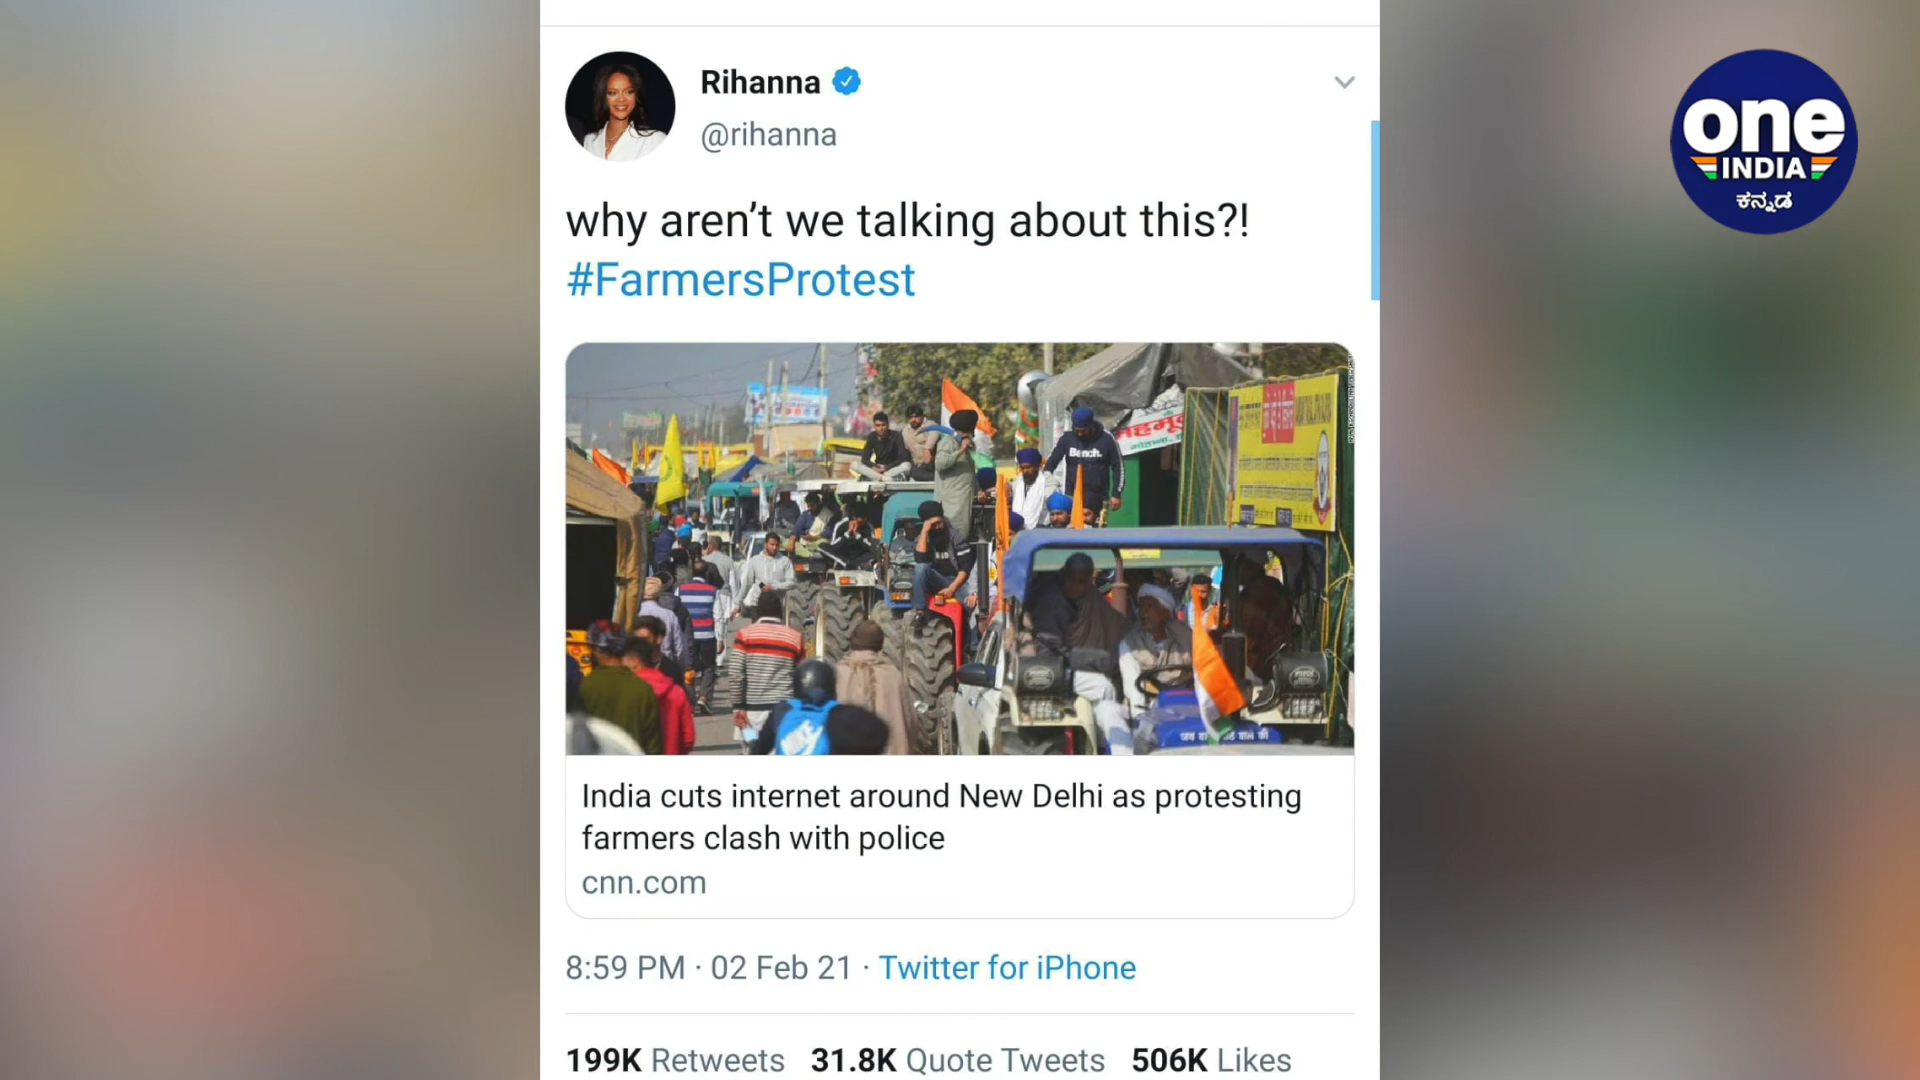 Rihanna
@rihanna
why aren't we talking about this?!
#FarmersProtest
one
INDIA
ಕನ್ನಡ
Bench.
India cuts internet around New Delhi as protesting
farmers clash with police
cnn.com
8:59 PM · 02 Feb 21 · Twitter for iPhone
199K Retweets 31.8K Quote Tweets 506K Likes